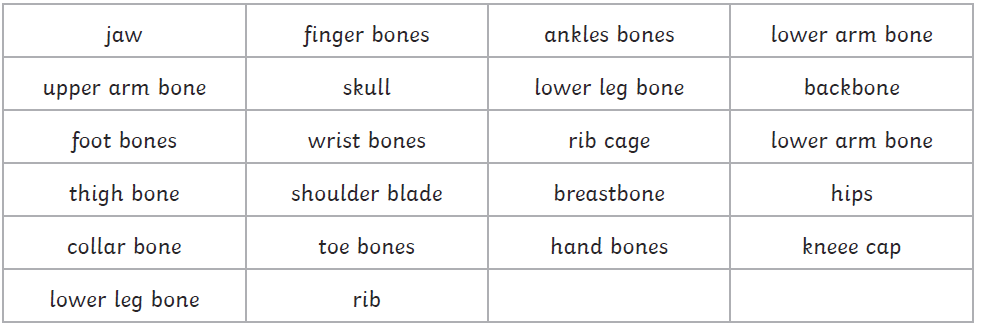 jaw finger bones ankles bones lower arm bone
upper arm bone skull lower leg bone backbone
foot bones wrist bones rib cage lower arm bone
thigh bone shoulder blade breastbone hips
collar bone toe bones hand bones kneee cap
lower leg bone rib